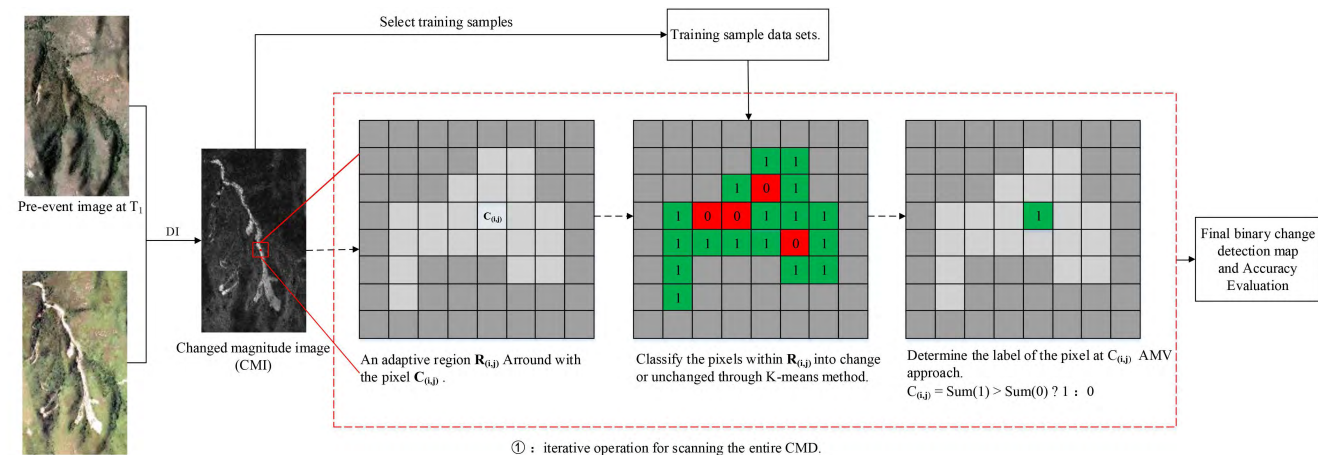 Select training samples
Training sample data sets.
Pre-event image at T1
DI
Changed magnitude image
(CMI)
C(i,j)
An adaptive region R(i,j) Arround with
the pixel C(i,j) .
1 1
1 0 1
1 0 0 1 1 1
1 1 1 1 0 1
1 1 1
1
Classify the pixels within R(i,j) into change
or unchanged through K-means method.
1
Determine the label of the pixel at C(i,j) AMV
approach.
C(i,j) = Sum(1) > Sum(0) ? 1 : 0
Final binary change
detection map
and Accuracy
Evaluation
① : iterative operation for scanning the entire CMD.